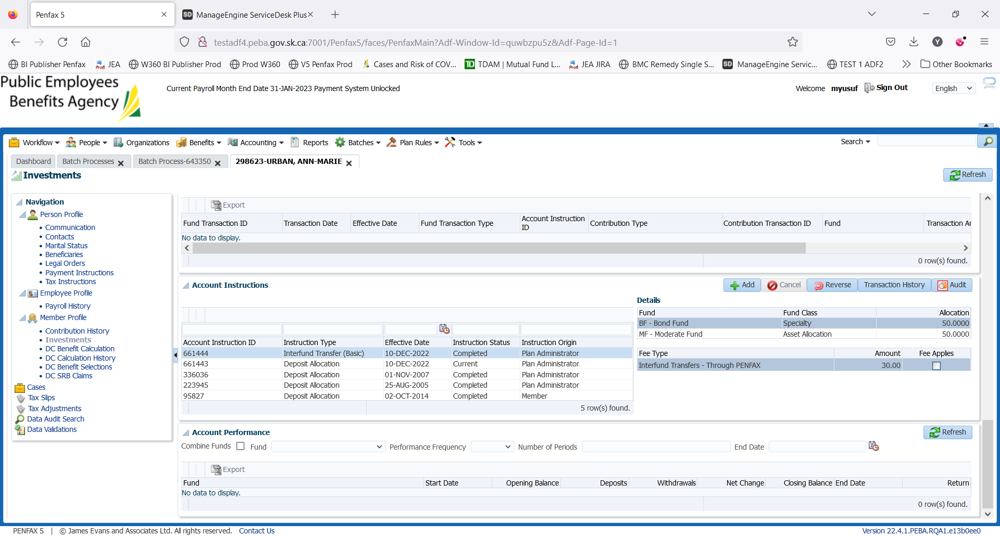 Penfax 5
SD ManageEngine ServiceDesk Plus
testadf4.peba.gov.sk.ca:7001/Penfax5/faces/PenfaxMain?Adf-Window-Id=quwbzpu5z&Adf-Page-Id=1
Y
BI Publisher Penfax JEA W360 BI Publisher Prod Prod W360 V5 Penfax Prod Cases and Risk of COV... TD TDAM | Mutual Fund L... JEA JIRA BMC Remedy Single S... SD ManageEngine Servic... TEST 1 ADF2 Other Bookmarks
Public Employees
Benefits Agency
Current Payroll Month End Date 31-JAN-2023 Payment System Unlocked
Welcome myusuf Sign Out English
Workflow People Organizations Benefits Accounting Reports Batches Plan Rules Tools Search
Dashboard Batch Processes Batch Process-643350 298623-URBAN, ANN-MARIE
Investments Refresh
Navigation
Person Profile
Communication
Contacts
Marital Status
Beneficiaries
Legal Orders
Payment Instructions
Tax Instructions
Employee Profile
Payroll History
Member Profile
Contribution History
Investments
DC Benefit Calculation
DC Calculation History
DC Benefit Selections
DC SRB Claims
Cases
Tax Slips
Tax Adjustments
Data Audit Search
Data Validations
Export
Fund Transaction ID Transaction Date Effective Date Fund Transaction Type Account Instruction ID Contribution Type Contribution Transaction ID Fund Transaction Ar
No data to display.
0 row(s) found.
Account Instructions Add Cancel Reverse Transaction History Audit
Account Instruction ID Instruction Type Effective Date Instruction Status Instruction Origin
661444 Interfund Transfer (Basic) 10-DEC-2022 Completed Plan Administrator
661443 Deposit Allocation 10-DEC-2022 Current Plan Administrator
336036 Deposit Allocation 01-NOV-2007 Completed Plan Administrator
223945 Deposit Allocation 25-AUG-2005 Completed Plan Administrator
95827 Deposit Allocation 02-OCT-2014 Completed Member
5 row(s) found.
Details
Fund Fund Class Allocation
BF - Bond Fund Specialty 50.0000
MF - Moderate Fund Asset Allocation 50.0000
Fee Type Amount Fee Applies
Interfund Transfers - Through PENFAX 30.00
Account Performance Refresh
Combine Funds Fund Performance Frequency Number of Periods End Date
Export
Fund Start Date Opening Balance Deposits Withdrawals Net Change Closing Balance End Date Return
No data to display.
0 row(s) found.
PENFAX 5 | © James Evans and Associates Ltd. All rights reserved. Contact Us Version 22.4.1.PEBA.RQA1.e13b0ee0